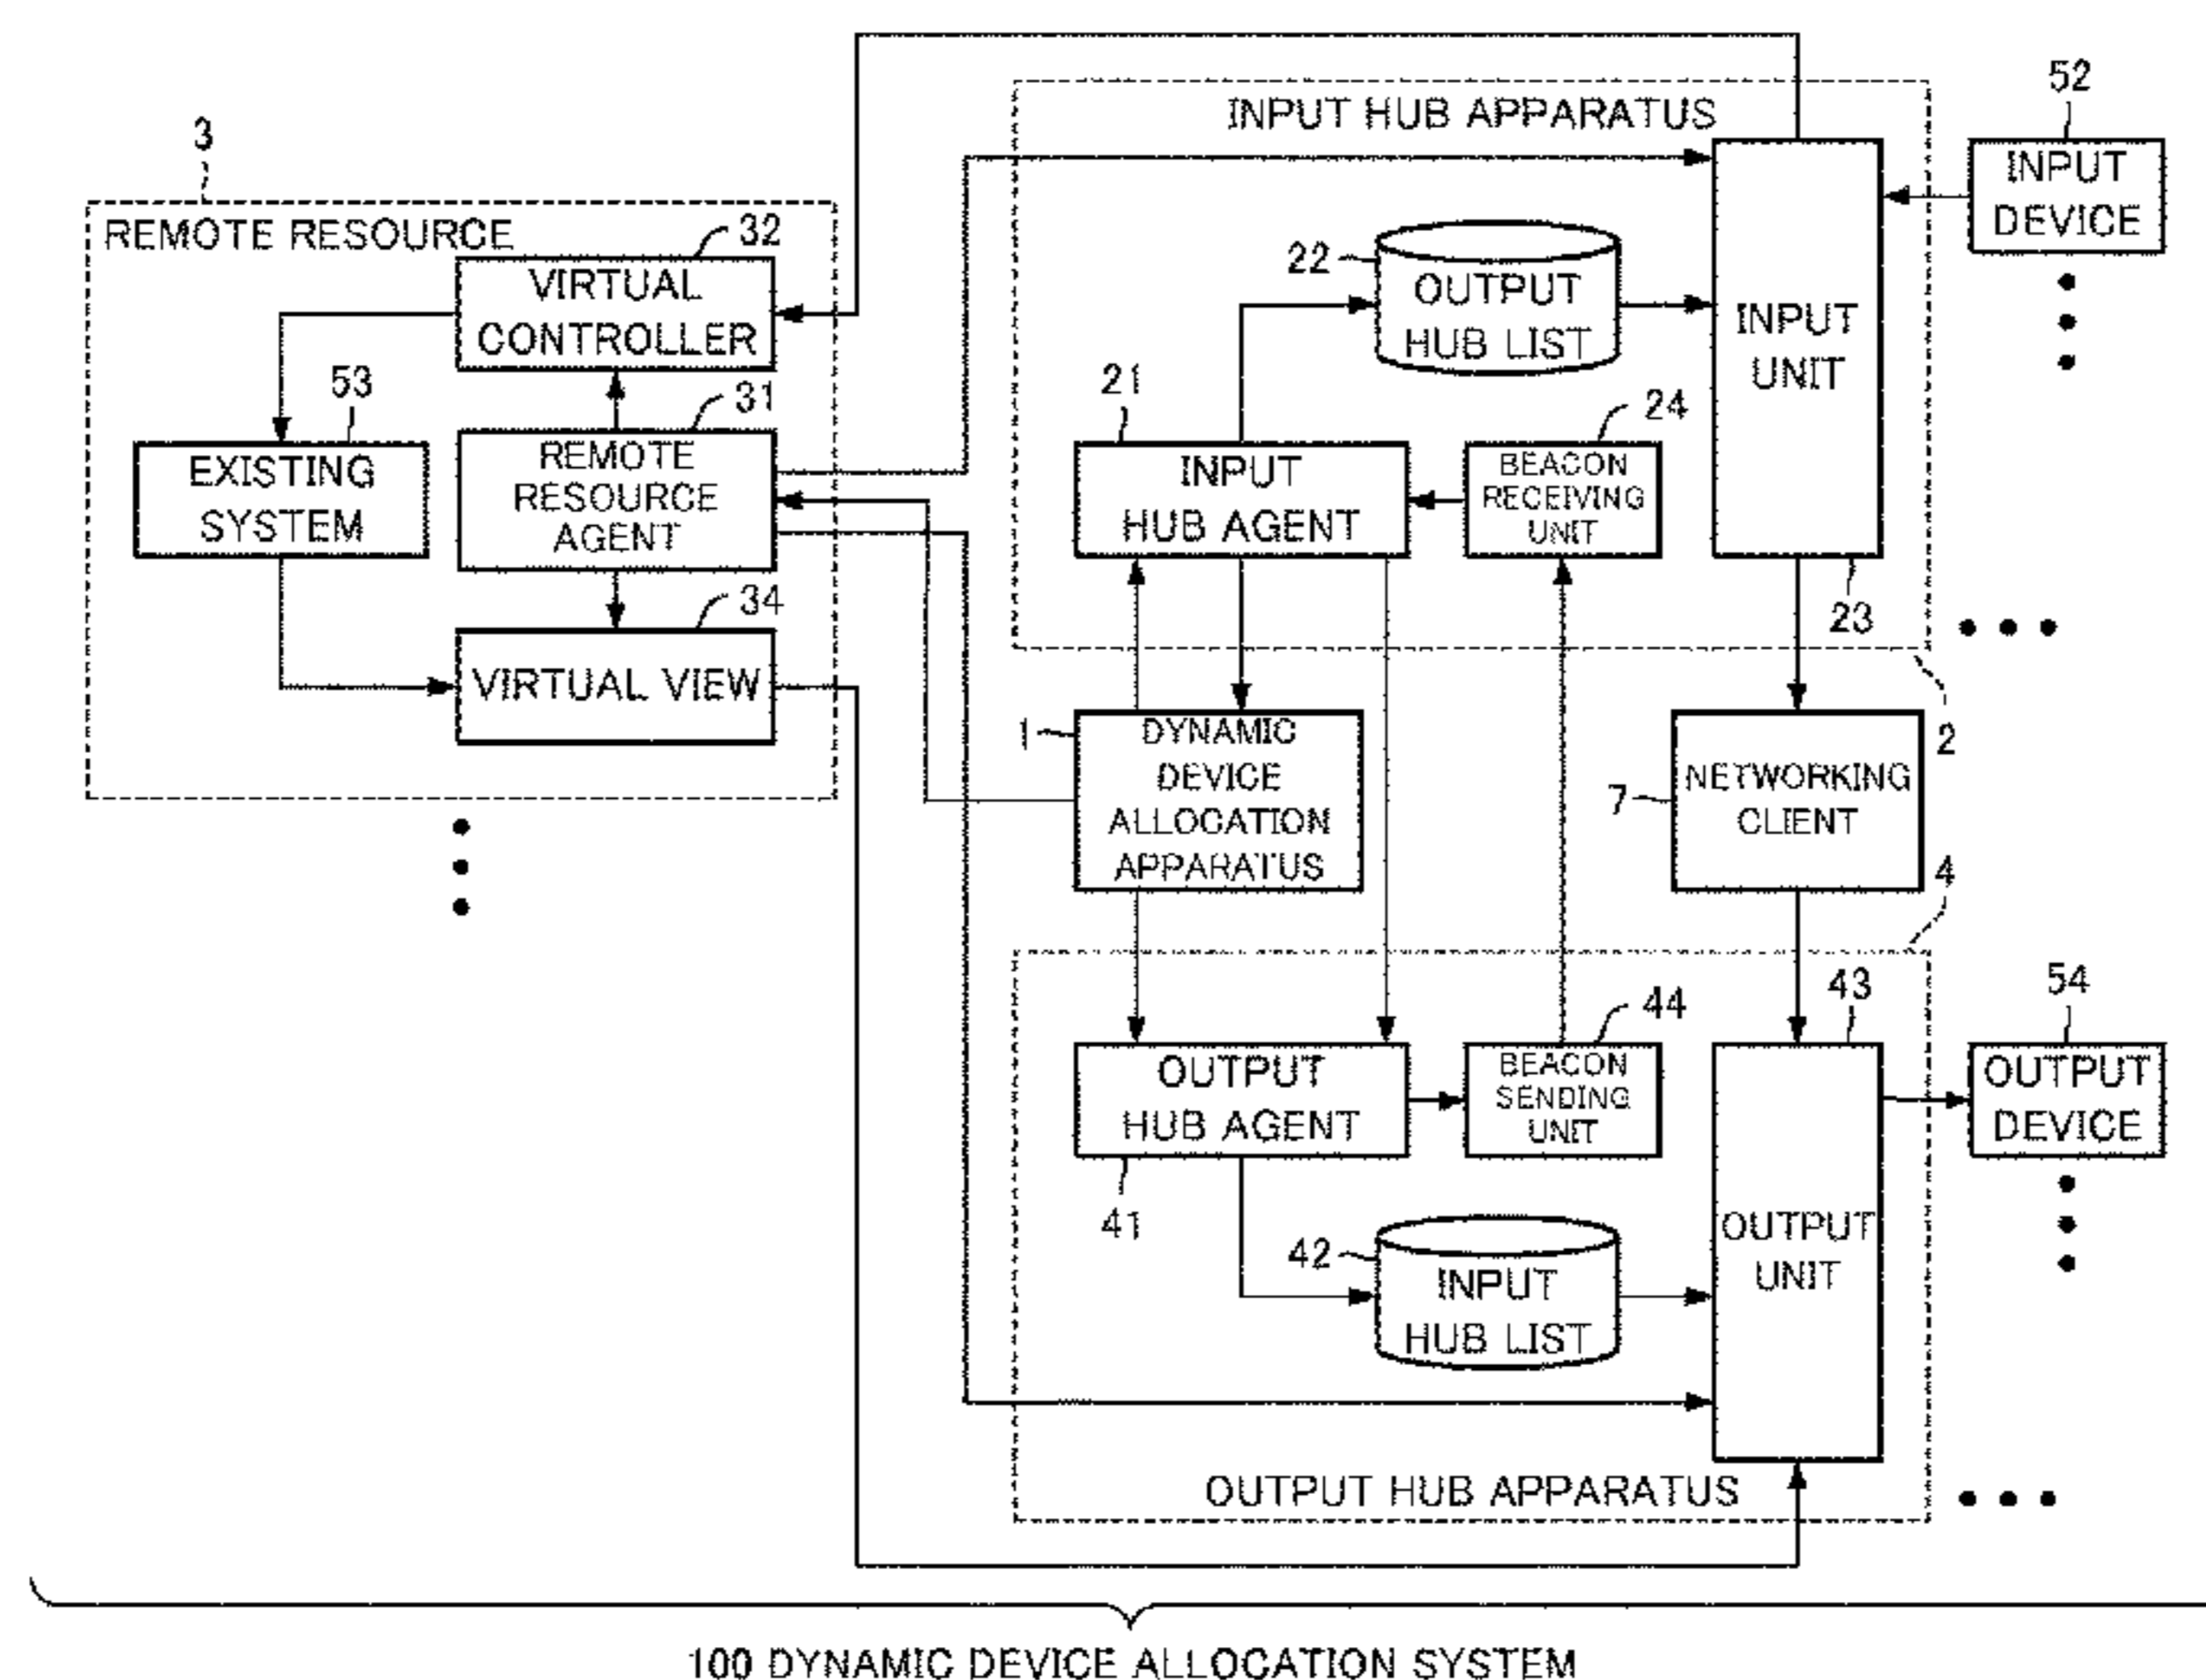 3
REMOTE RESOURCE
32
VIRTUAL
CONTROLLER
53
EXISTING
SYSTEM
31
REMOTE
RESOURCE
AGENT
34
VIRTUAL VIEW
INPUT HUB APPARATUS
52
INPUT
DEVICE
22
OUTPUT
HUB LIST
INPUT
UNIT
21
INPUT
HUB AGENT
24
BEACON
RECEIVING
UNIT
23
2
1
DYNAMIC
DEVICE
ALLOCATION
APPARATUS
7
NETWORKING
CLIENT
4
43
54
OUTPUT
DEVICE
44
OUTPUT
HUB AGENT
BEACON
SENDING
UNIT
41
42
INPUT
HUB LIST
OUTPUT
UNIT
OUTPUT HUB APPARATUS
100 DYNAMIC DEVICE ALLOCATION SYSTEM